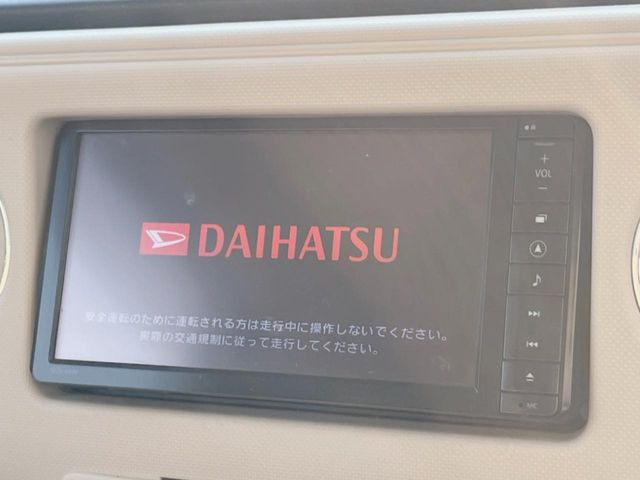 DAIHATSU
安全運転のために運転される方は走行中に操作しないでください。
実際の交通規制に従って走行してください。
+
VOL
−
MIC